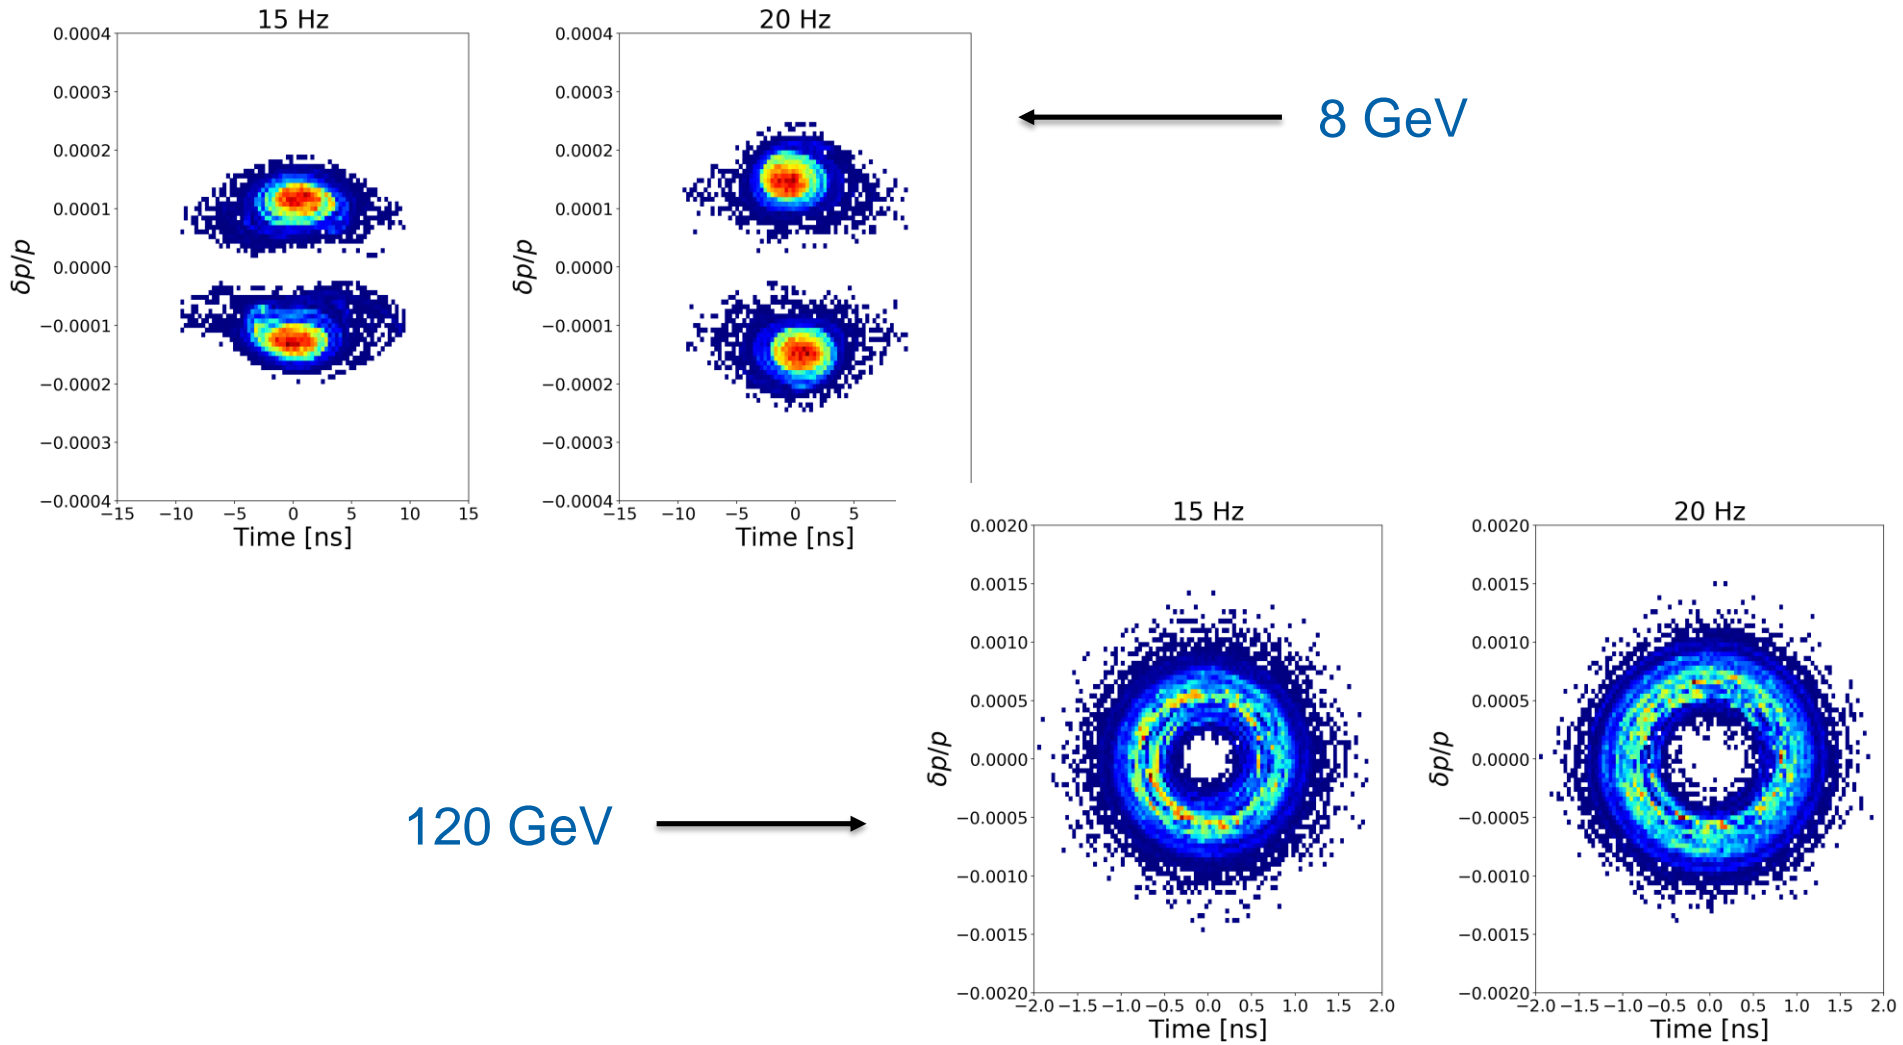 15 Hz
0.0004
0.0003
0.0002
0.0001
0.0000
−0.0001
−0.0002
−0.0003
−0.0004
δp/p
−15 −10 −5 0 5 10 15
Time [ns]
20 Hz
0.0004
0.0003
0.0002
0.0001
0.0000
−0.0001
−0.0002
−0.0003
−0.0004
δp/p
−15 −10 −5 0 5
Time [ns]
8 GeV
120 GeV
15 Hz
0.0020
0.0015
0.0010
0.0005
0.0000
−0.0005
−0.0010
−0.0015
−0.0020
δp/p
−2.0 −1.5 −1.0 −0.5 0.0 0.5 1.0 1.5 2.0
Time [ns]
20 Hz
0.0020
0.0015
0.0010
0.0005
0.0000
−0.0005
−0.0010
−0.0015
−0.0020
δp/p
−2.0 −1.5 −1.0 −0.5 0.0 0.5 1.0 1.5 2.0
Time [ns]